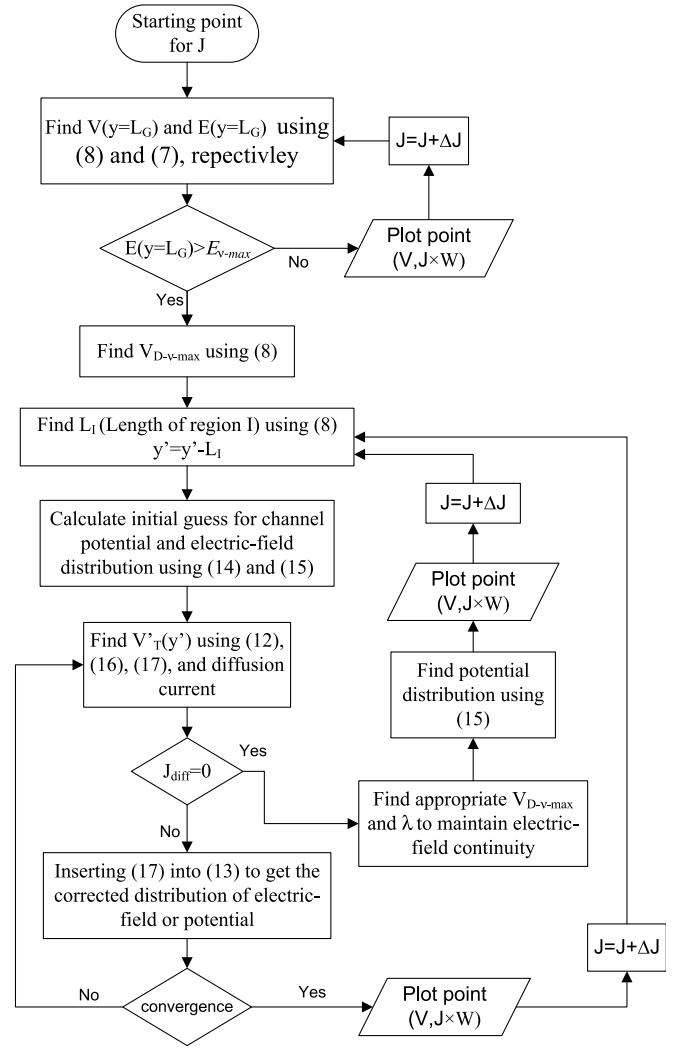 Starting point
for J
Find V(y=L_G) and E(y=L_G) using
(8) and (7), repectivley
J=J+ΔJ
E(y=L_G)>E_ν-max
No
Plot point
(V,J×W)
Yes
Find V_D-ν-max using (8)
Find L_I (Length of region I) using (8)
y'=y'-L_I
J=J+ΔJ
Calculate initial guess for channel
potential and electric-field
distribution using (14) and (15)
Plot point
(V,J×W)
Find V'_T(y') using (12),
(16), (17), and diffusion
current
Find potential
distribution using
(15)
J_diff=0
Yes
Find appropriate V_D-ν-max
and λ to maintain electric-
field continuity
No
Inserting (17) into (13) to get the
corrected distribution of electric-
field or potential
J=J+ΔJ
No
convergence
Yes
Plot point
(V,J×W)